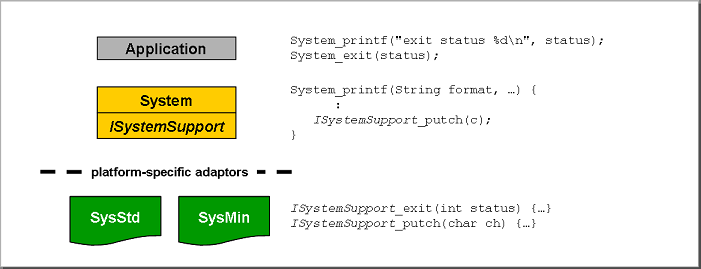 Application
System_printf("exit status %d\n", status);
System_exit(status);
System
ISystemSupport
System_printf(String format, …) {
:
ISystemSupport_putch(c);
}
platform-specific adaptors
SysStd
SysMin
ISystemSupport_exit(int status) {…}
ISystemSupport_putch(char ch) {…}